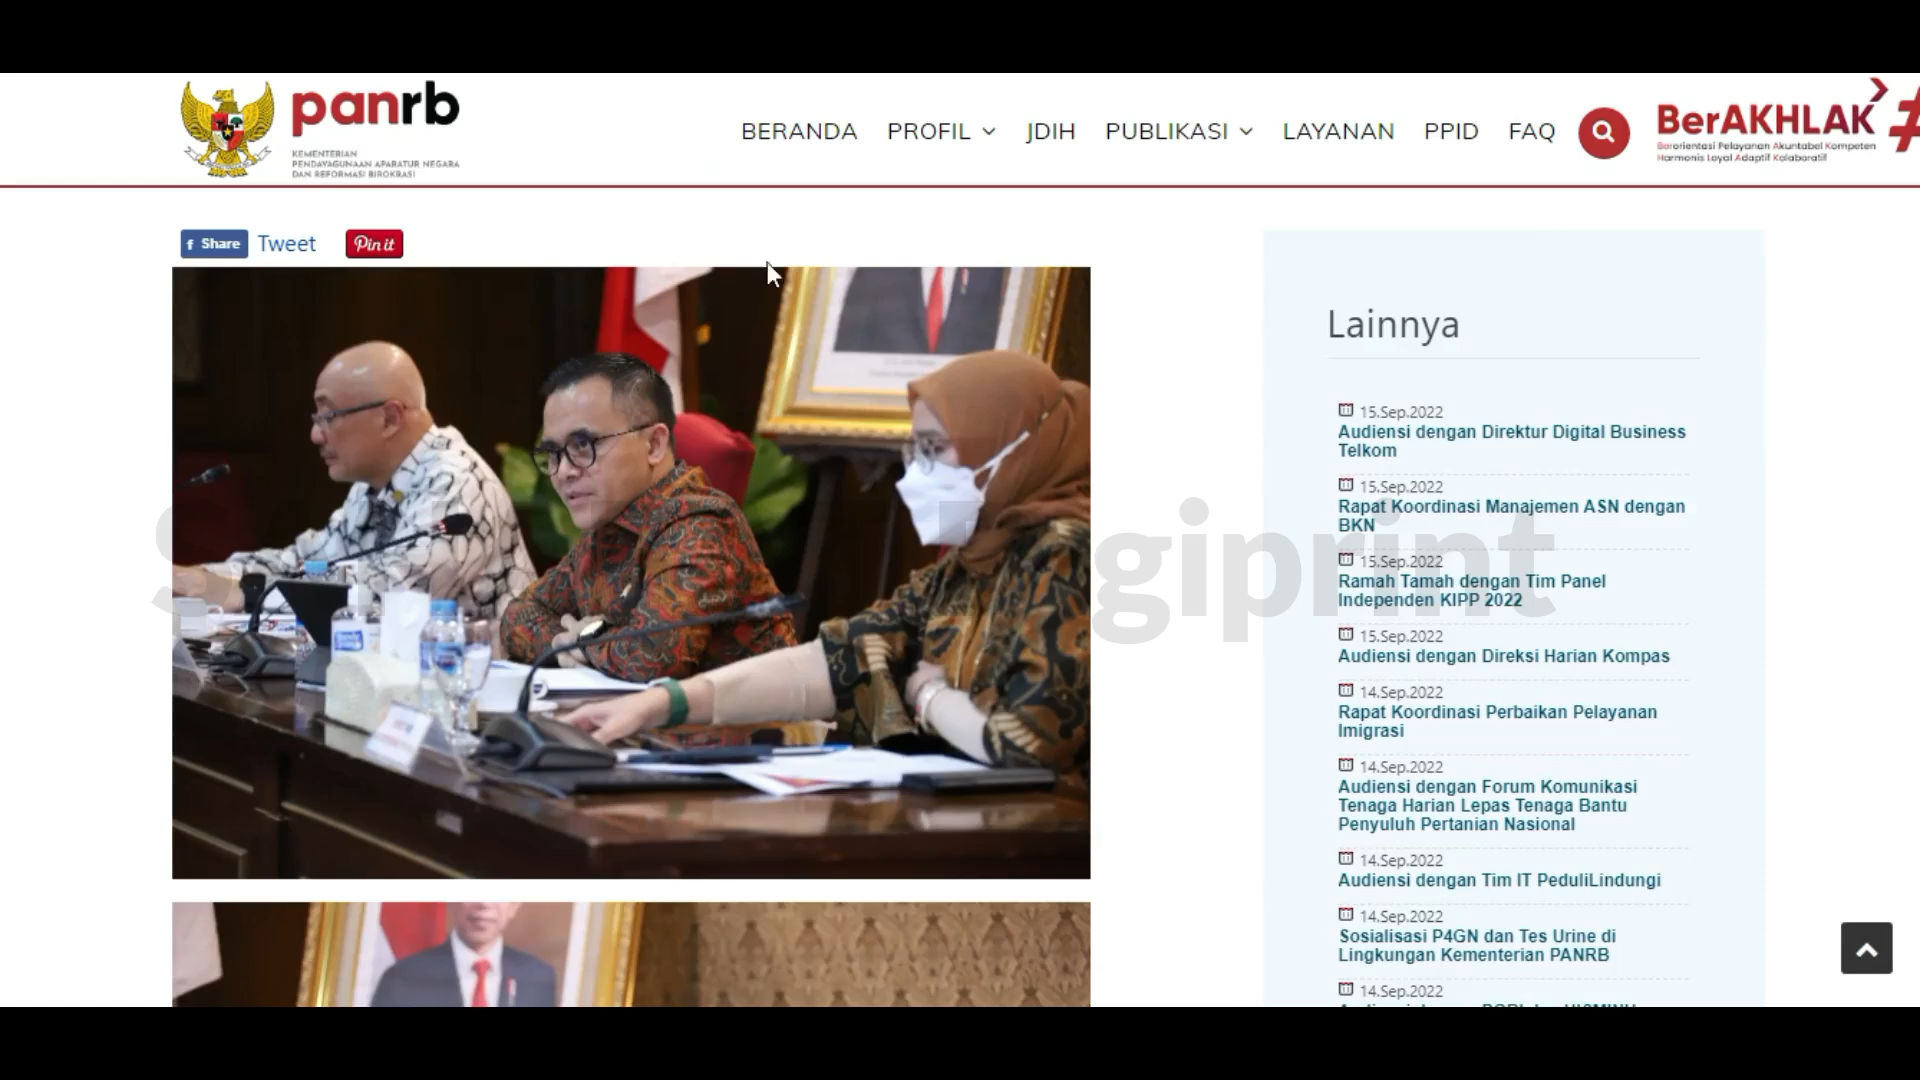 panrb
KEMENTERIAN
PENDAYAGUNAAN APARATUR NEGARA
DAN REFORMASI BIROKRASI
BERANDA PROFIL JDIH PUBLIKASI LAYANAN PPID FAQ
BerAKHLAK #
Berorientasi Pelayanan Akuntabel Kompeten
Harmonis Loyal Adaptif Kolaboratif
f Share Tweet Pin it
Lainnya
15.Sep.2022
Audiensi dengan Direktur Digital Business
Telkom
15.Sep.2022
Rapat Koordinasi Manajemen ASN dengan
BKN
15.Sep.2022
Ramah Tamah dengan Tim Panel
Independen KIPP 2022
15.Sep.2022
Audiensi dengan Direksi Harian Kompas
14.Sep.2022
Rapat Koordinasi Perbaikan Pelayanan
Imigrasi
14.Sep.2022
Audiensi dengan Forum Komunikasi
Tenaga Harian Lepas Tenaga Bantu
Penyuluh Pertanian Nasional
14.Sep.2022
Audiensi dengan Tim IT PeduliLindungi
14.Sep.2022
Sosialisasi P4GN dan Tes Urine di
Lingkungan Kementerian PANRB
14.Sep.2022